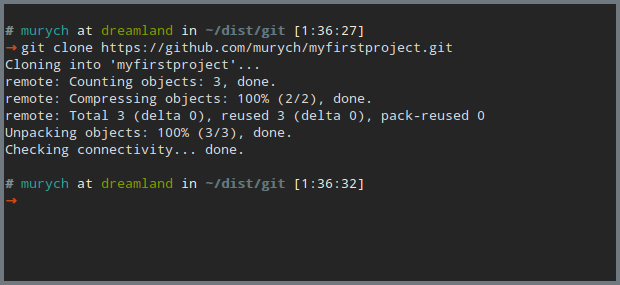 # murych at dreamland in ~/dist/git [1:36:27]
→ git clone https://github.com/murych/myfirstproject.git
Cloning into 'myfirstproject'...
remote: Counting objects: 3, done.
remote: Compressing objects: 100% (2/2), done.
remote: Total 3 (delta 0), reused 3 (delta 0), pack-reused 0
Unpacking objects: 100% (3/3), done.
Checking connectivity... done.
# murych at dreamland in ~/dist/git [1:36:32]
→